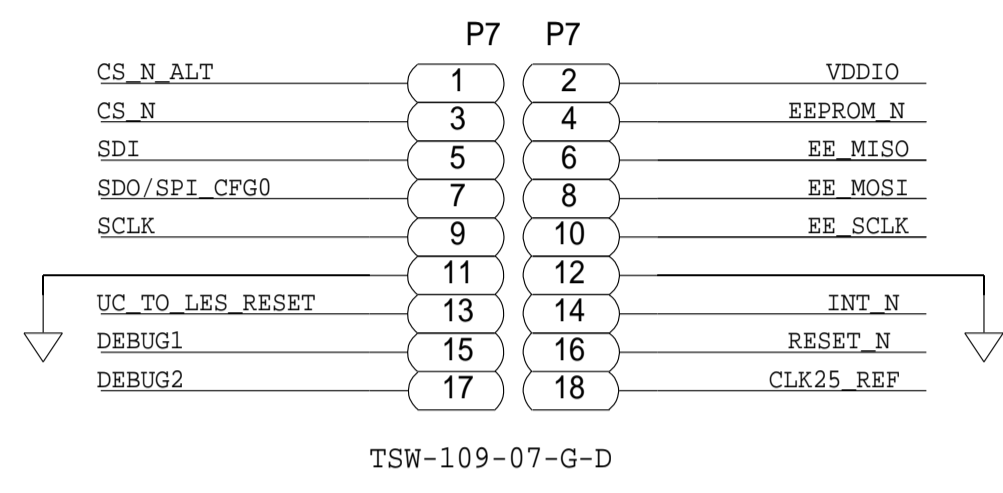 P7 P7
CS_N_ALT 1 2 VDDIO
CS_N 3 4 EEPROM_N
SDI 5 6 EE_MISO
SDO/SPI_CFG0 7 8 EE_MOSI
SCLK 9 10 EE_SCLK
11 12
UC_TO_LES_RESET 13 14 INT_N
DEBUG1 15 16 RESET_N
DEBUG2 17 18 CLK25_REF
TSW-109-07-G-D